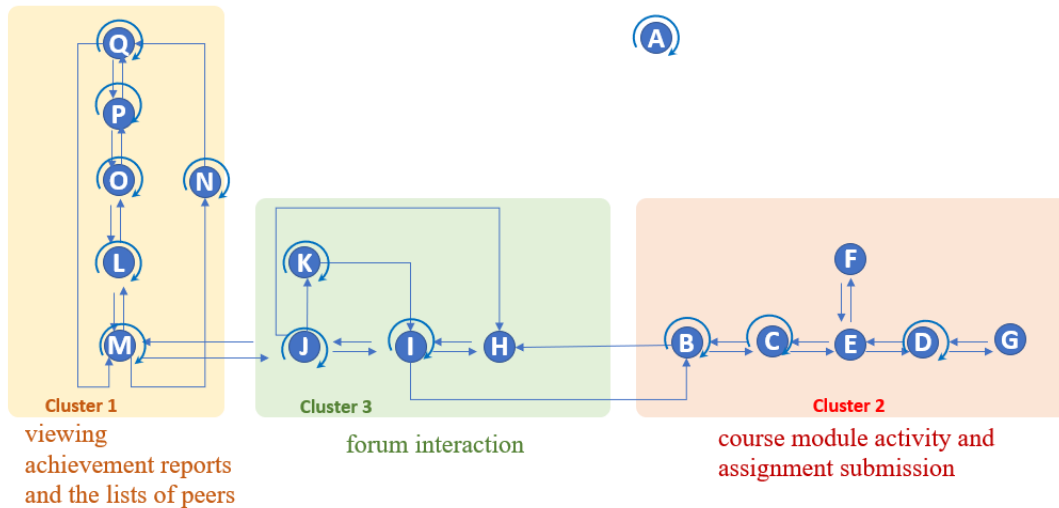 Q
A
P
O
N
L
K
F
M
J
I
H
B
C
E
D
G
Cluster 1
Cluster 3
Cluster 2
viewing
achievement reports
and the lists of peers
forum interaction
course module activity and
assignment submission